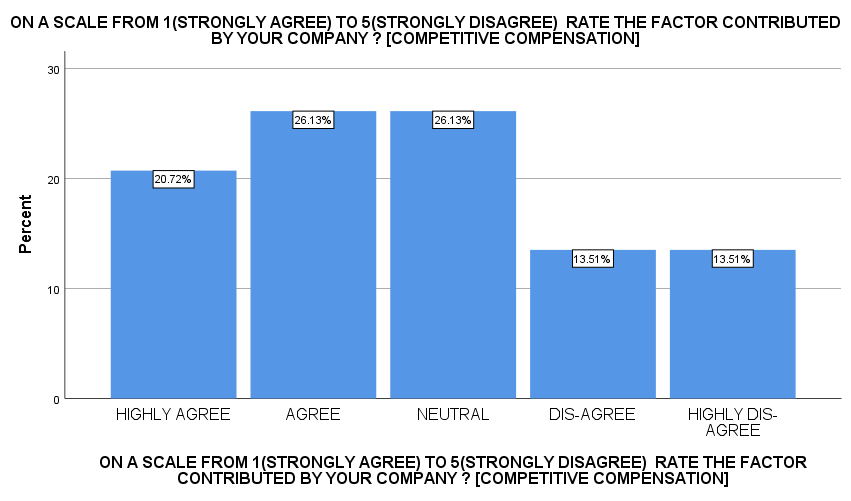 ON A SCALE FROM 1(STRONGLY AGREE) TO 5(STRONGLY DISAGREE)  RATE THE FACTOR CONTRIBUTED
BY YOUR COMPANY ? [COMPETITIVE COMPENSATION]
30
20
10
0
Percent
20.72%
26.13%
26.13%
13.51%
13.51%
HIGHLY AGREE
AGREE
NEUTRAL
DIS-AGREE
HIGHLY DIS-
AGREE
ON A SCALE FROM 1(STRONGLY AGREE) TO 5(STRONGLY DISAGREE)  RATE THE FACTOR
CONTRIBUTED BY YOUR COMPANY ? [COMPETITIVE COMPENSATION]